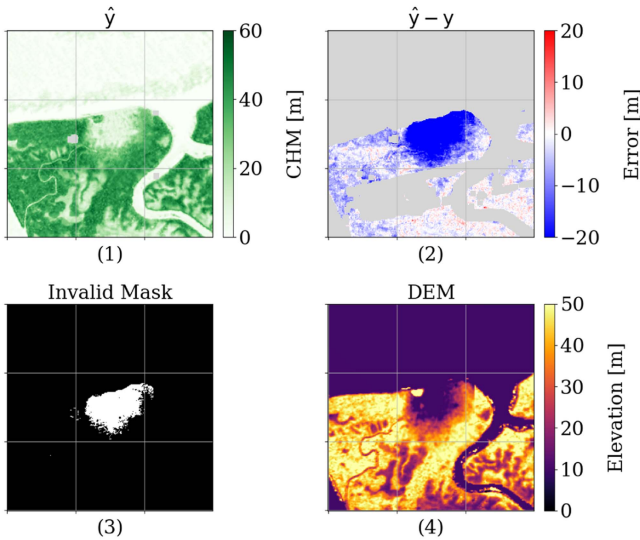 ŷ
60
40
20
0
CHM [m]
(1)
ŷ − y
20
10
0
−10
−20
Error [m]
(2)
Invalid Mask
(3)
DEM
50
40
30
20
10
0
Elevation [m]
(4)